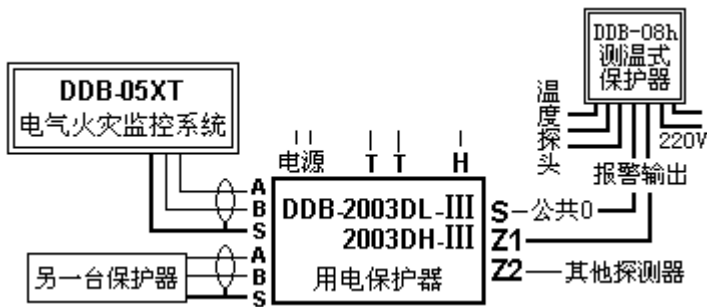 DDB-08h
测温式
保护器
DDB-05XT
电气火灾监控系统
温度探头
220V
报警输出
电源 T T H
A
B
S
DDB-2003DL-III
2003DH-III
用电保护器
S 公共0
Z1
Z2 其他探测器
A
B
S
另一台保护器